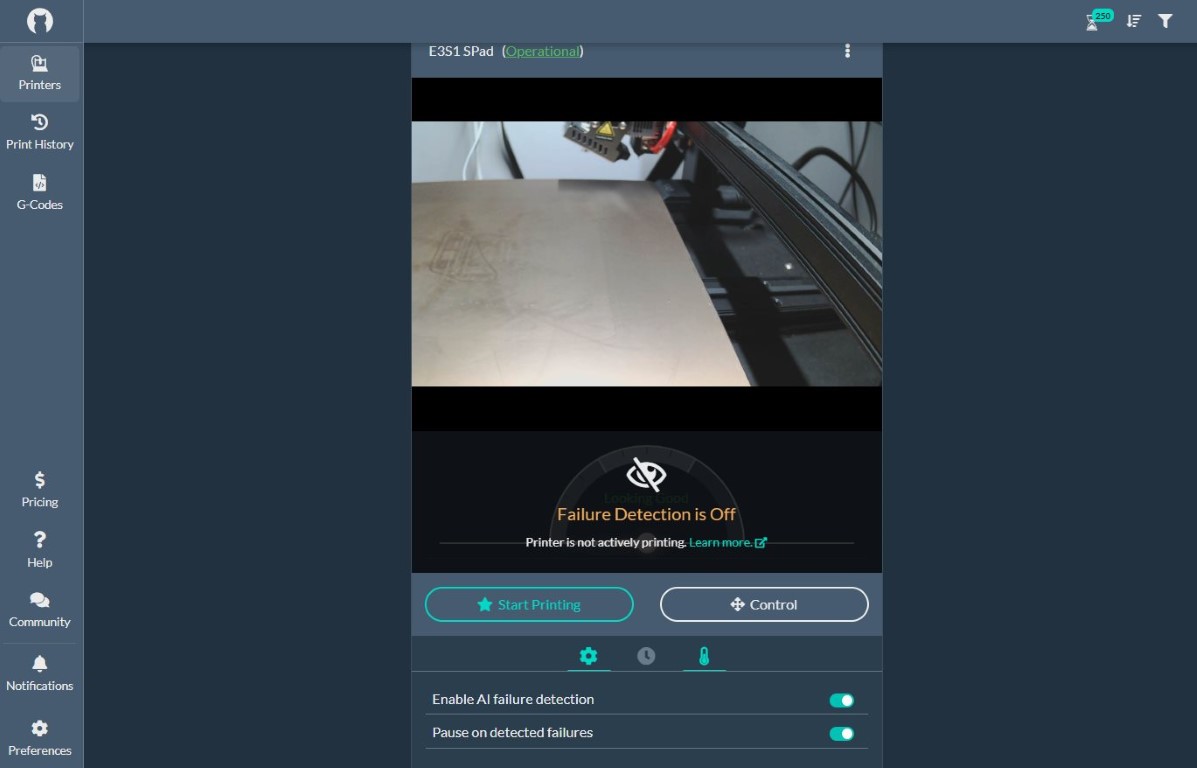 250
E3S1 SPad (Operational)
Printers
Print History
G-Codes
Looking Good
Failure Detection is Off
Printer is not actively printing. Learn more.
Start Printing
Control
Enable AI failure detection
Pause on detected failures
Pricing
Help
Community
Notifications
Preferences